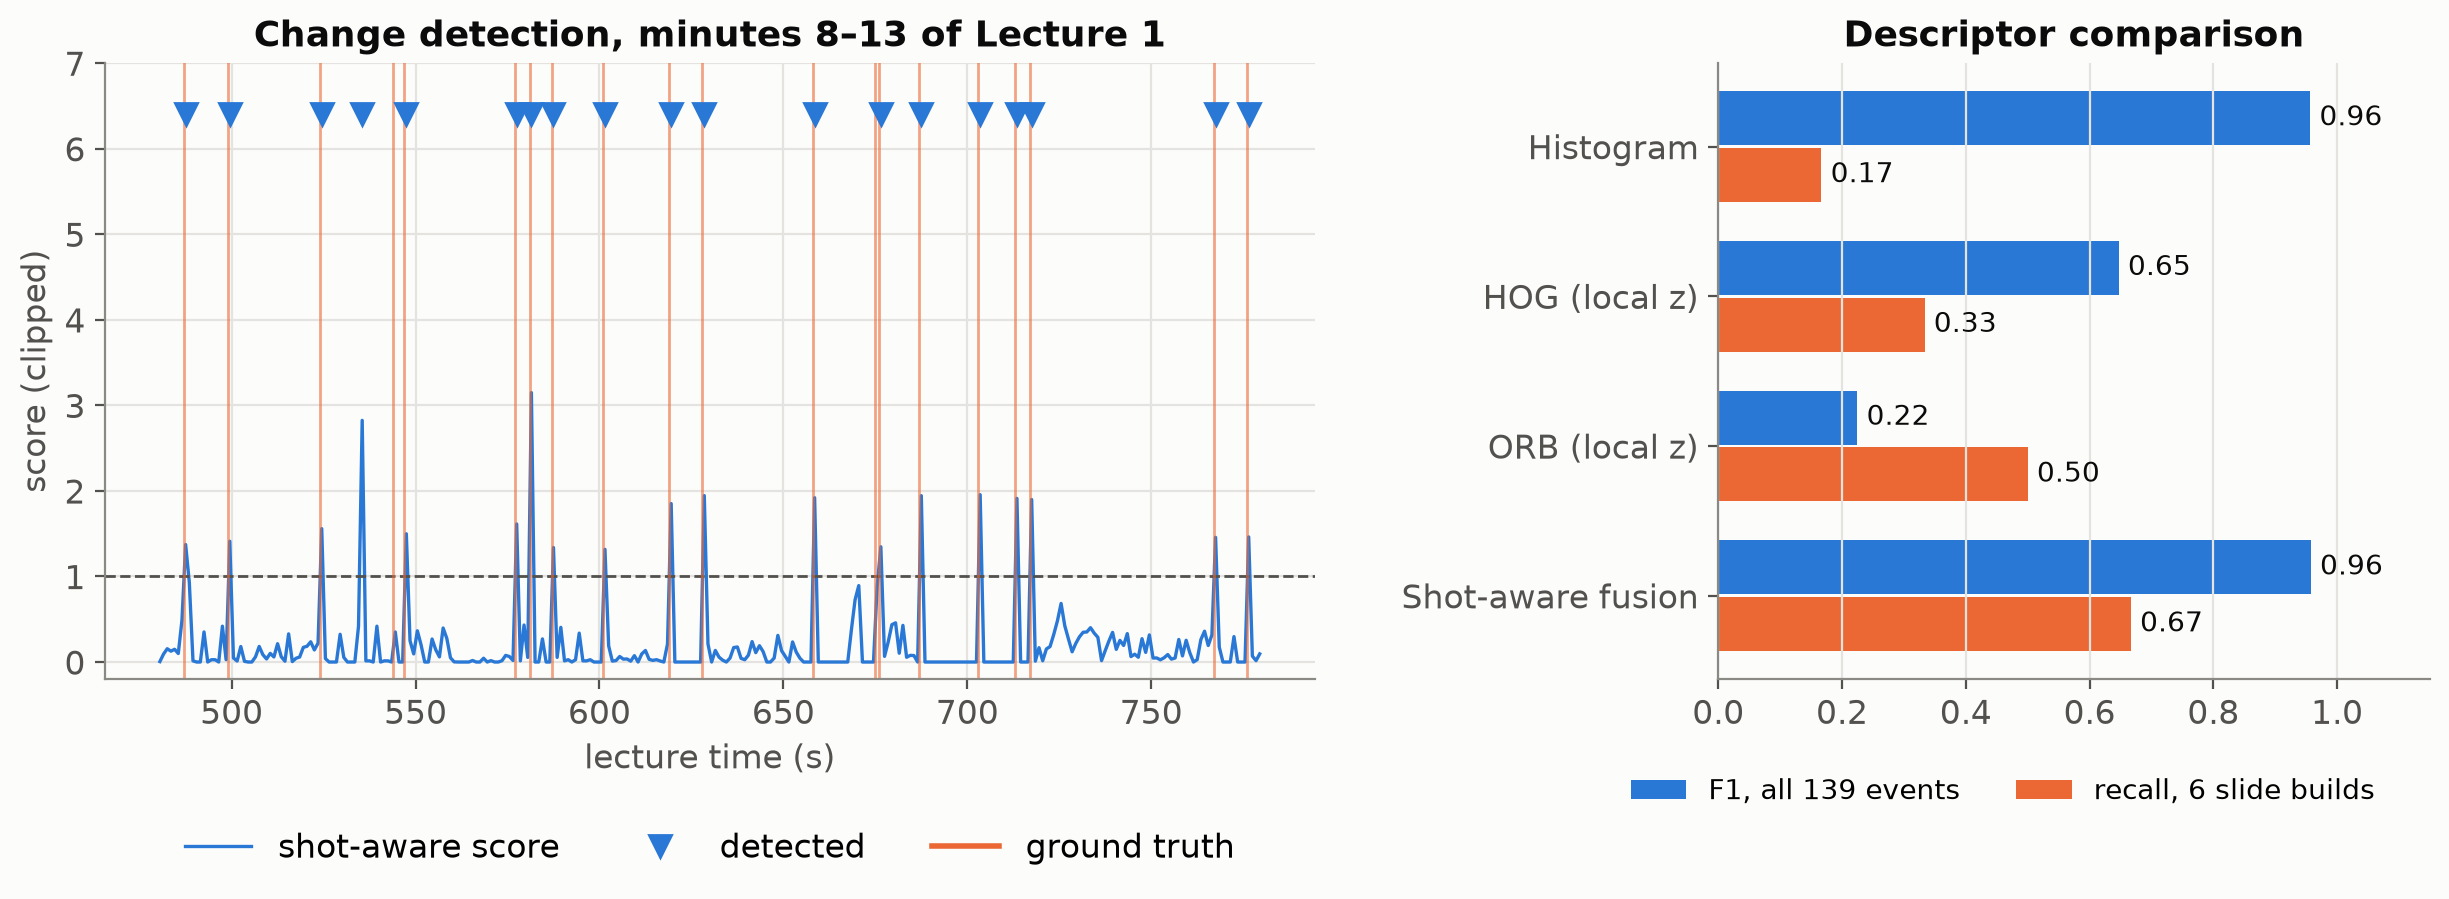 Change detection, minutes 8–13 of Lecture 1
7
6
5
4
3
2
1
0
score (clipped)
500 550 600 650 700 750
lecture time (s)
shot-aware score detected ground truth
Descriptor comparison
Histogram
0.96
0.17
HOG (local z)
0.65
0.33
ORB (local z)
0.22
0.50
Shot-aware fusion
0.96
0.67
0.0 0.2 0.4 0.6 0.8 1.0
F1, all 139 events recall, 6 slide builds